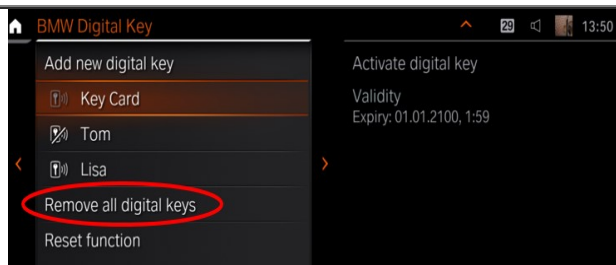 BMW Digital Key
29
13:50
Add new digital key
Key Card
Tom
Lisa
Remove all digital keys
Reset function
Activate digital key
Validity
Expiry: 01.01.2100, 1:59